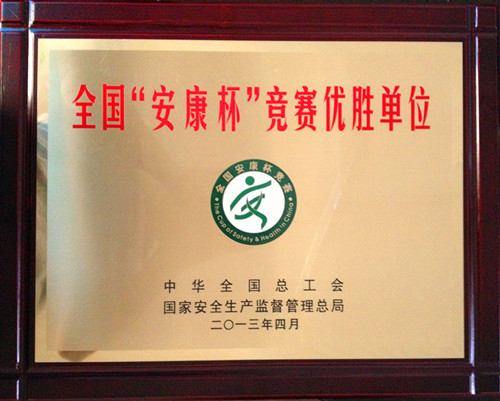 全国“安康杯”竞赛优胜单位
全国安康杯竞赛
The Cup of Safety & Health in China
中华全国总工会
国家安全生产监督管理总局
二〇一三年四月